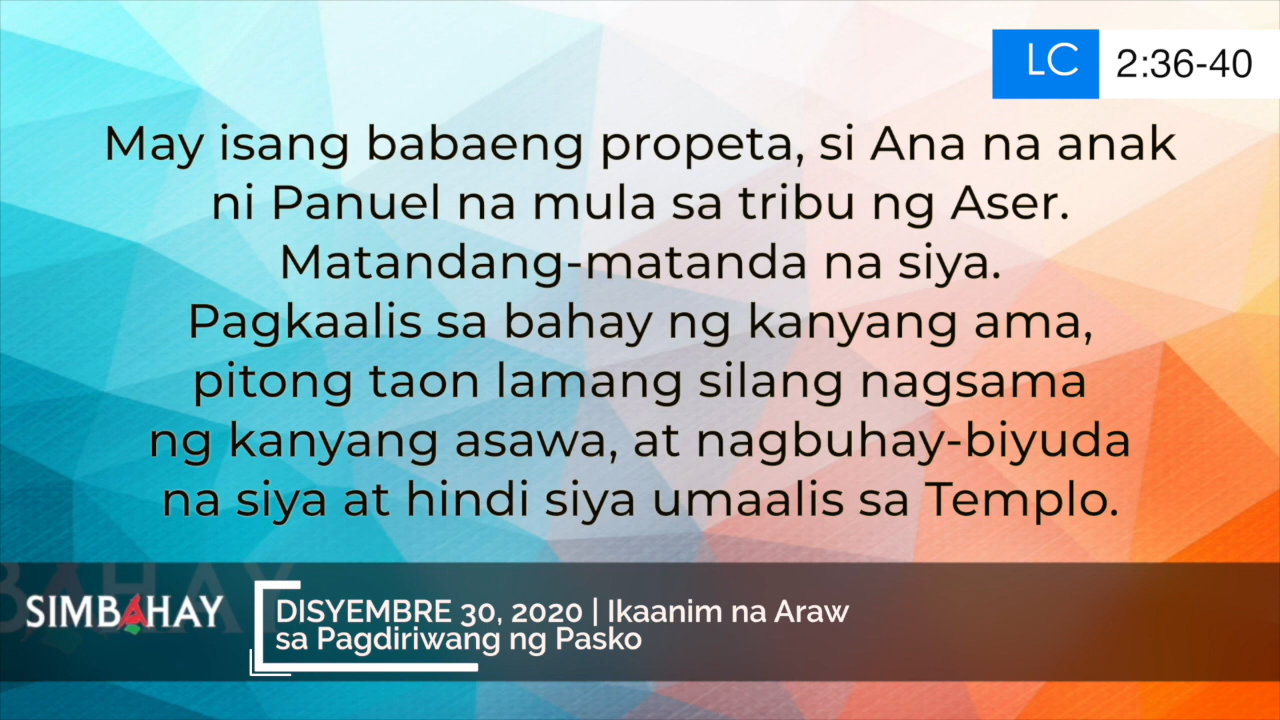 LC 2:36-40
May isang babaeng propeta, si Ana na anak
ni Panuel na mula sa tribu ng Aser.
Matandang-matanda na siya.
Pagkaalis sa bahay ng kanyang ama,
pitong taon lamang silang nagsama
ng kanyang asawa, at nagbuhay-biyuda
na siya at hindi siya umaalis sa Templo.
SIMBAHAY
DISYEMBRE 30, 2020 | Ikaanim na Araw
sa Pagdiriwang ng Pasko